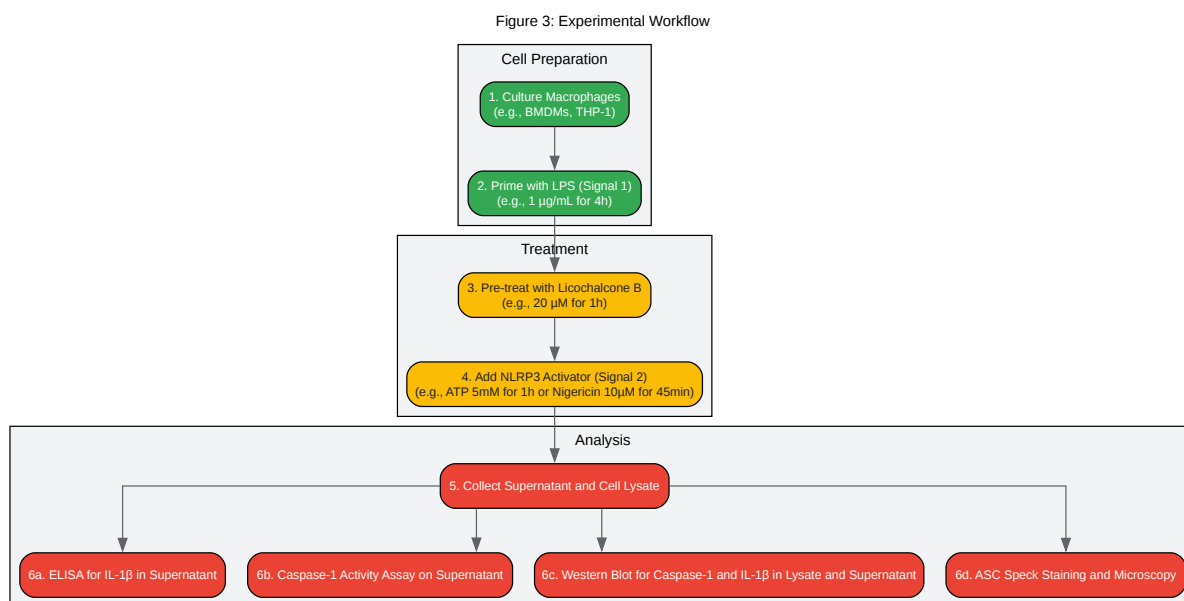 Figure 3: Experimental Workflow
Cell Preparation
1. Culture Macrophages
(e.g., BMDMs, THP-1)
2. Prime with LPS (Signal 1)
(e.g., 1 µg/mL for 4h)
Treatment
3. Pre-treat with Licochalcone B
(e.g., 20 µM for 1h)
4. Add NLRP3 Activator (Signal 2)
(e.g., ATP 5mM for 1h or Nigericin 10µM for 45min)
Analysis
5. Collect Supernatant and Cell Lysate
6a. ELISA for IL-1β in Supernatant
6b. Caspase-1 Activity Assay on Supernatant
6c. Western Blot for Caspase-1 and IL-1β in Lysate and Supernatant
6d. ASC Speck Staining and Microscopy